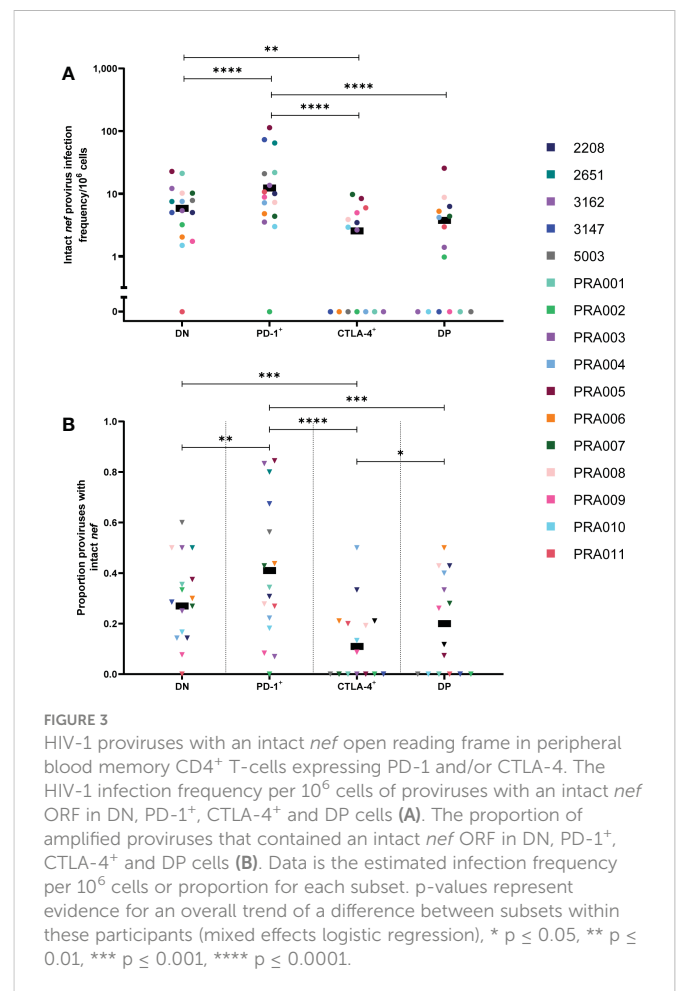 **
A
1,000
****
****
****
100
10
1
0
Intact nef provirus infection
frequency/10⁶ cells
DN
PD-1⁺
CTLA-4⁺
DP
***
***
B
1.0
****
**
*
0.8
0.6
0.4
0.2
0.0
Proportion proviruses with
intact nef
DN
PD-1⁺
CTLA-4⁺
DP
2208
2651
3162
3147
5003
PRA001
PRA002
PRA003
PRA004
PRA005
PRA006
PRA007
PRA008
PRA009
PRA010
PRA011
FIGURE 3
HIV-1 proviruses with an intact nef open reading frame in peripheral
blood memory CD4⁺ T-cells expressing PD-1 and/or CTLA-4. The
HIV-1 infection frequency per 10⁶ cells of proviruses with an intact nef
ORF in DN, PD-1⁺, CTLA-4⁺ and DP cells (A). The proportion of
amplified proviruses that contained an intact nef ORF in DN, PD-1⁺,
CTLA-4⁺ and DP cells (B). Data is the estimated infection frequency
per 10⁶ cells or proportion for each subset. p-values represent
evidence for an overall trend of a difference between subsets within
these participants (mixed effects logistic regression), * p ≤ 0.05, ** p ≤
0.01, *** p ≤ 0.001, **** p ≤ 0.0001.